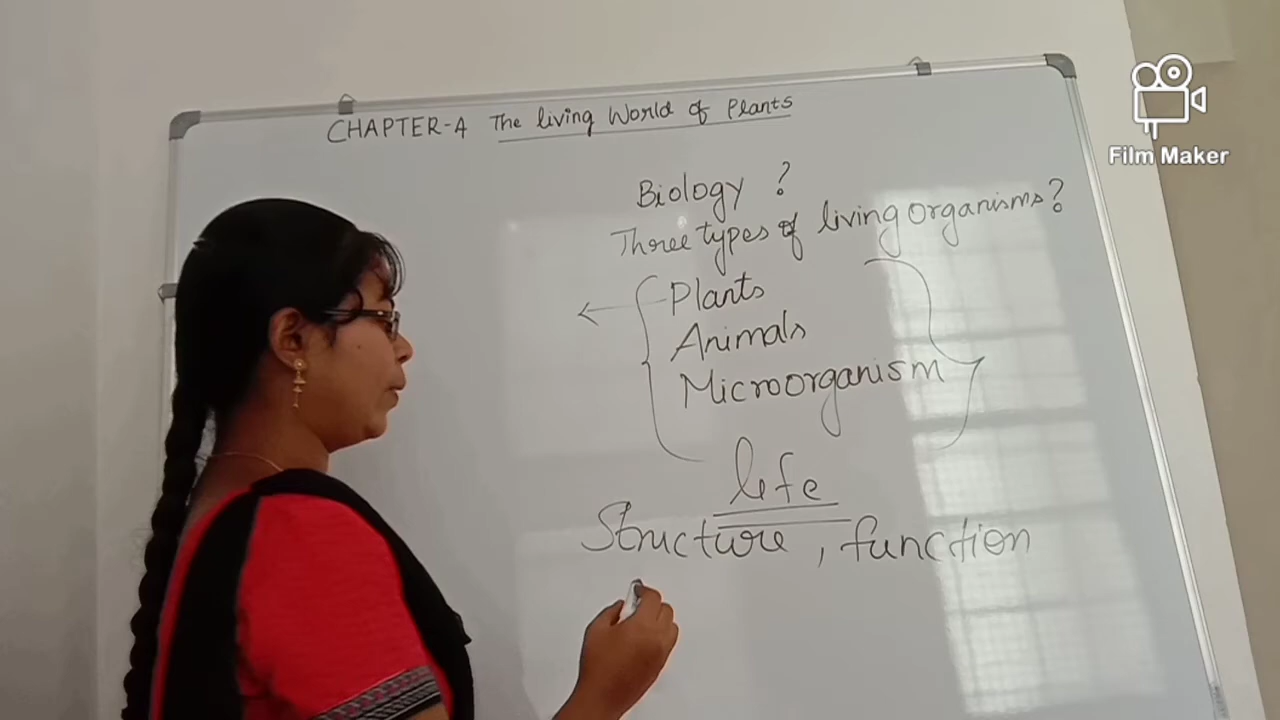 CHAPTER-4 The living World of Plants
Biology ?
Three types of living Organisms?
Plants
Animals
Microorganism
life
Structure, function
Film Maker